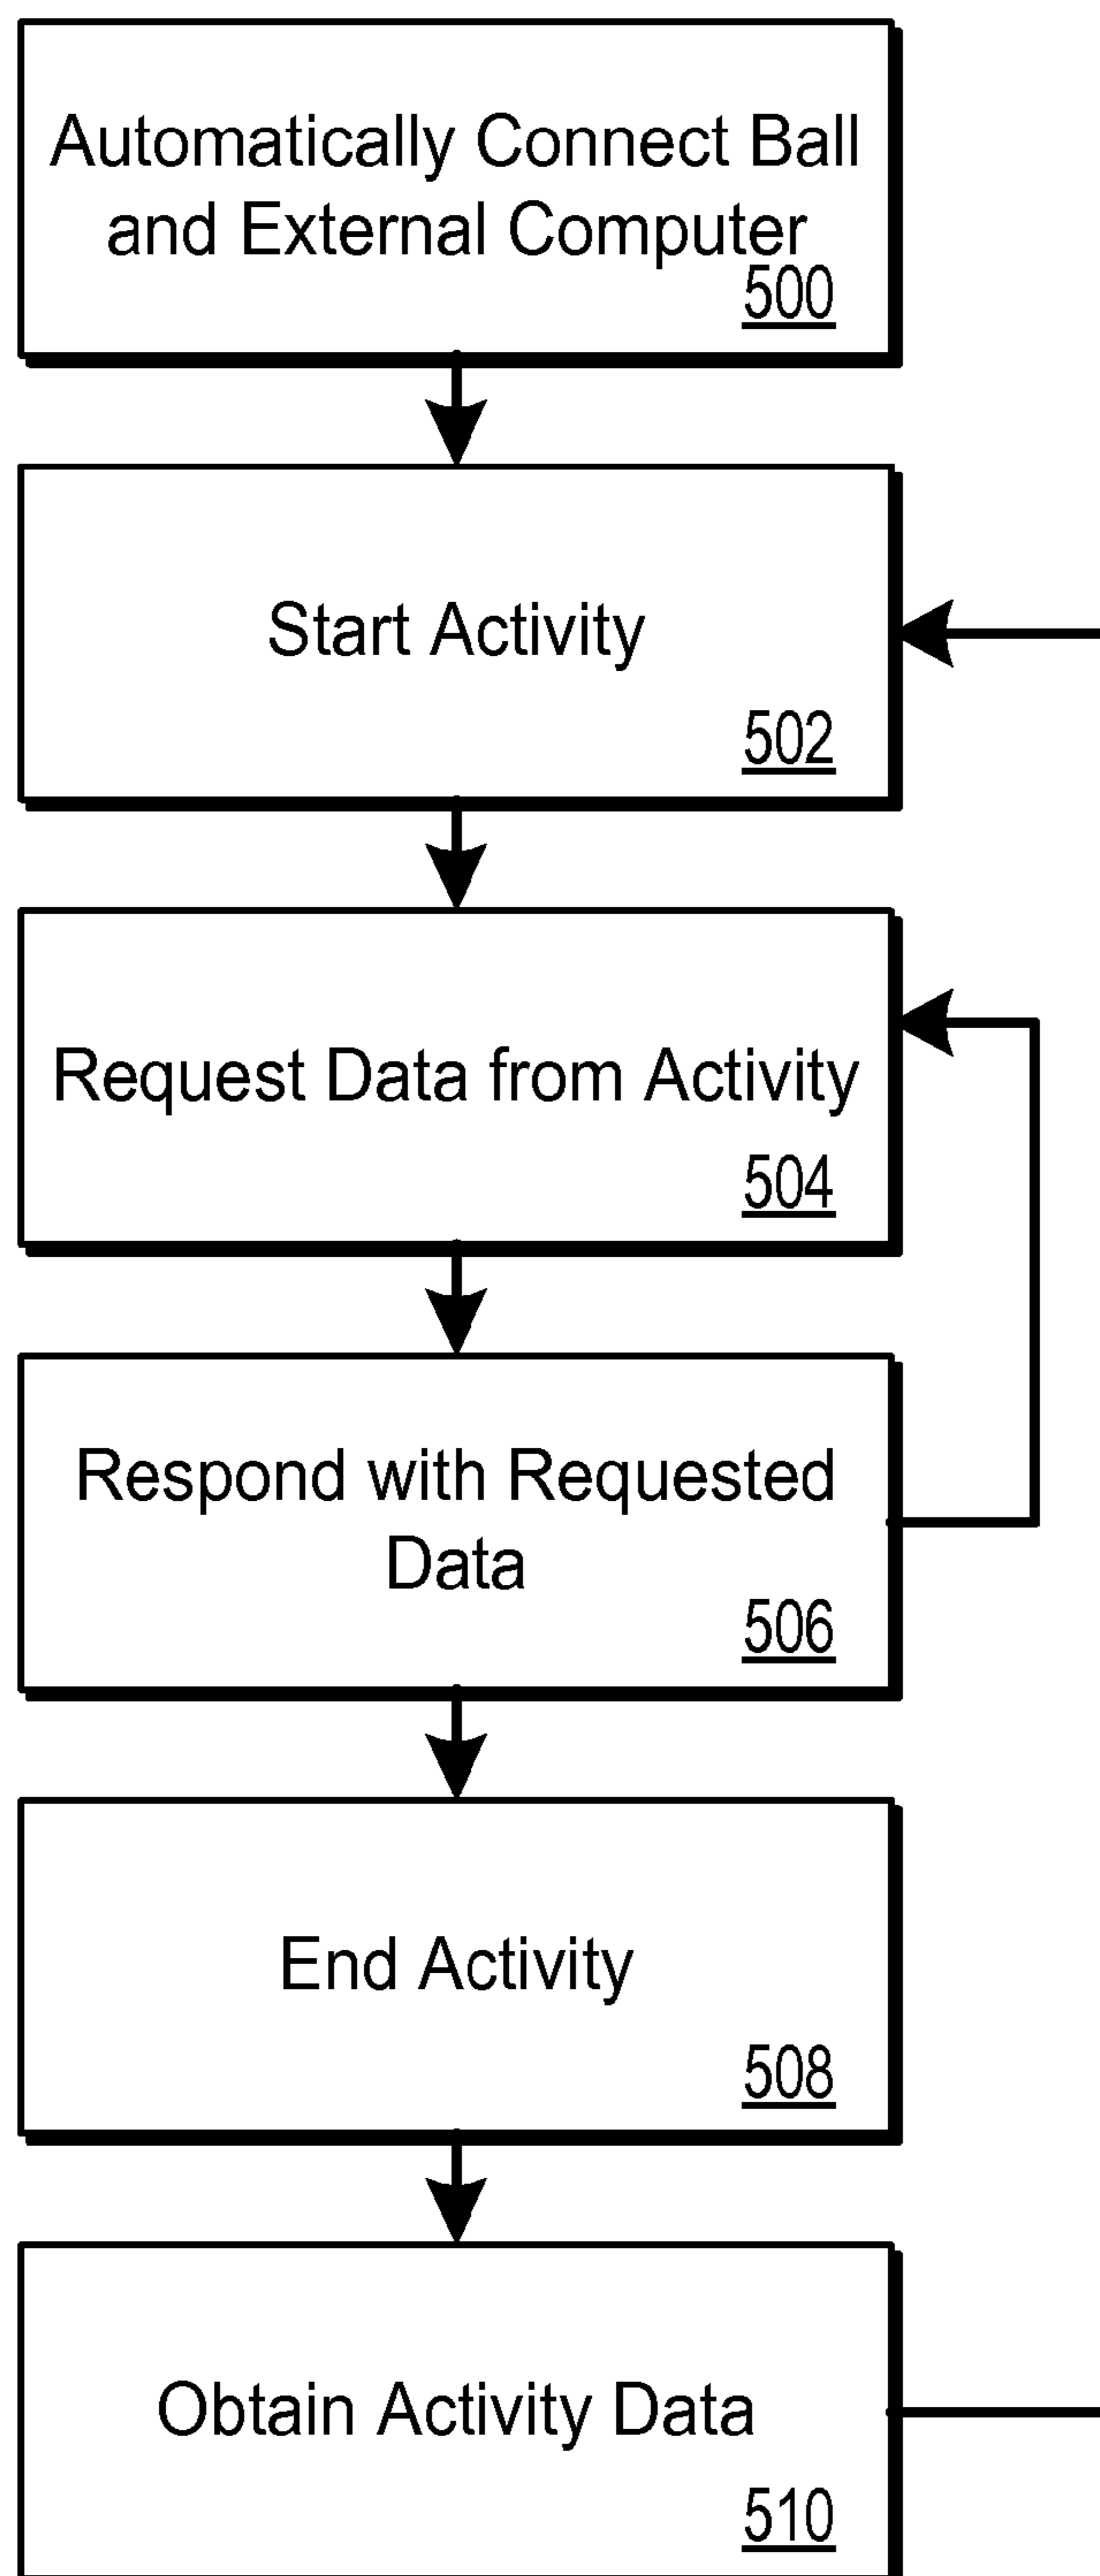 Automatically Connect Ball
and External Computer
500
Start Activity
502
Request Data from Activity
504
Respond with Requested
Data
506
End Activity
508
Obtain Activity Data
510